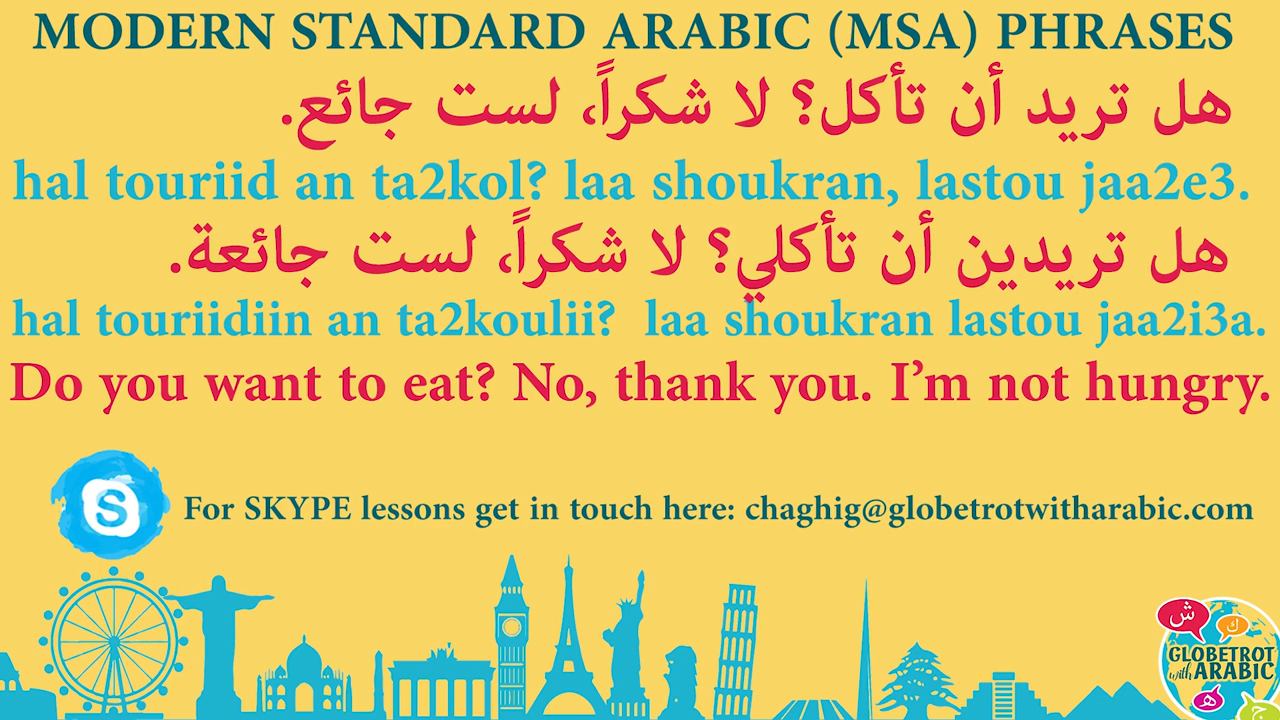 MODERN STANDARD ARABIC (MSA) PHRASES
هل تريد أن تأكل؟ لا شكراً، لست جائع.
hal touriid an ta2kol? laa shoukran, lastou jaa2e3.
هل تريدين أن تأكلي؟ لا شكراً، لست جائعة.
hal touriidiin an ta2koulii? laa shoukran lastou jaa2i3a.
Do you want to eat? No, thank you. I’m not hungry.
S
For SKYPE lessons get in touch here: chaghig@globetrotwitharabic.com
ش
ك
GLOBETROT
with ARABIC
ه
ح